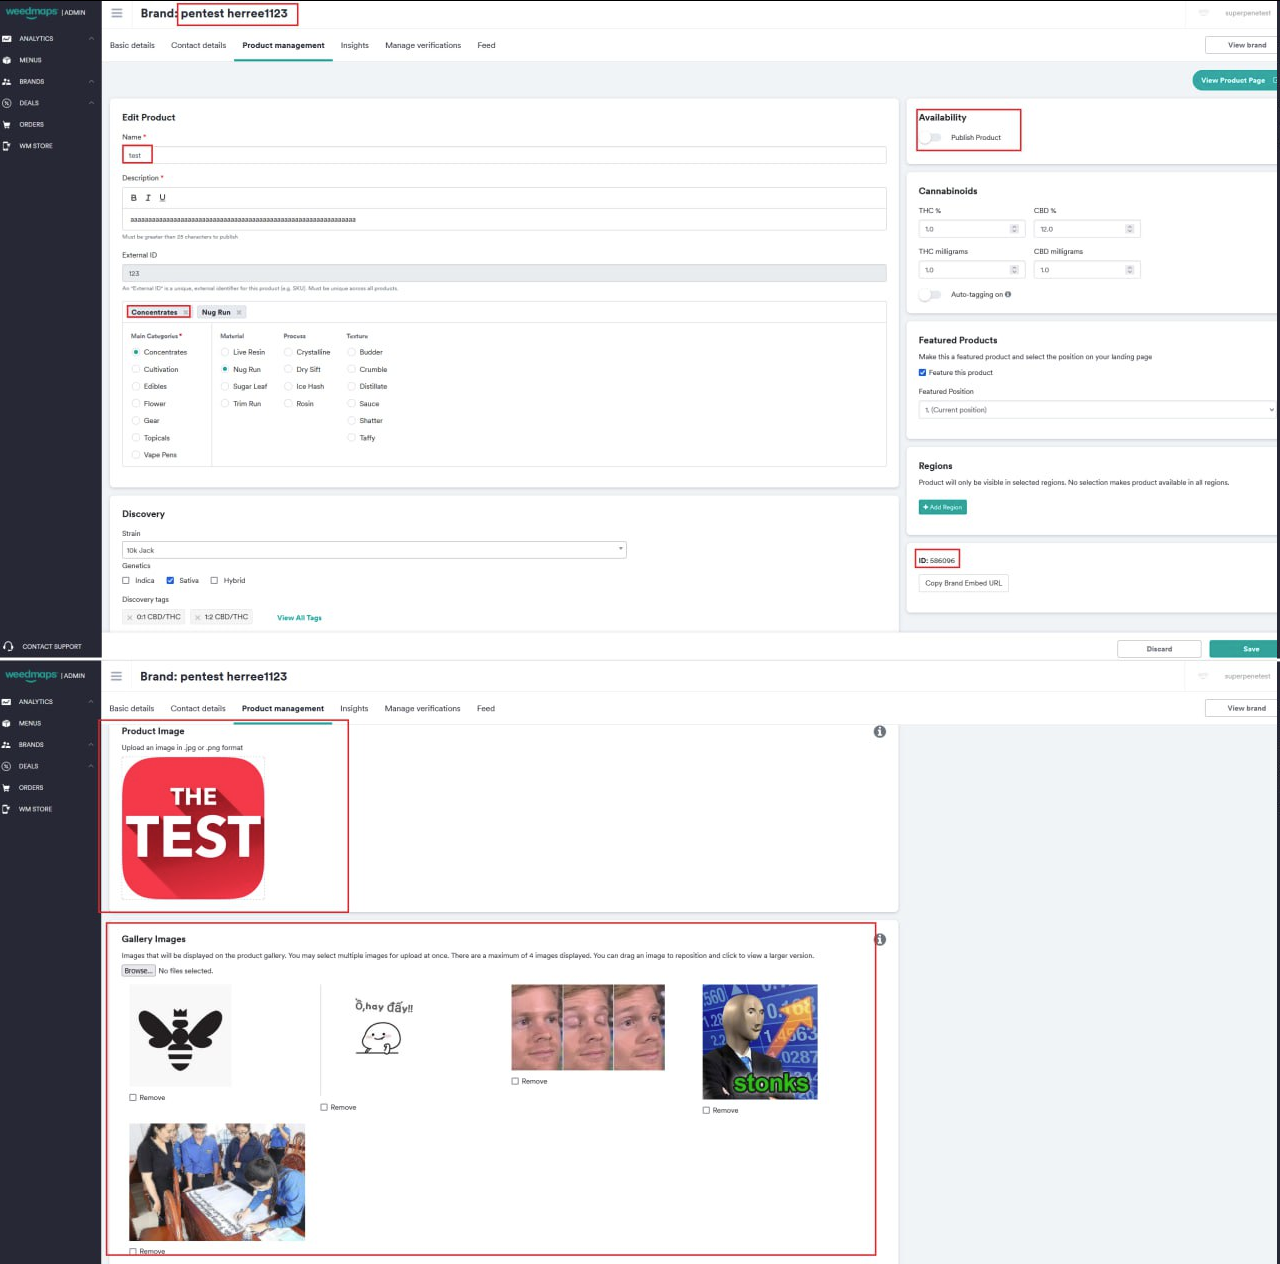 weedmaps | ADMIN
Brand: pentest herree1123
superpenetest
ANALYTICS
MENUS
BRANDS
DEALS
ORDERS
WM STORE
CONTACT SUPPORT
Basic details
Contact details
Product management
Insights
Manage verifications
Feed
View brand
View Product Page
Edit Product
Name *
test
Description *
B I U
Must be greater than 25 characters to publish
External ID
123
An "External ID" is a unique, external identifier for this product (e.g. SKU). Must be unique across all products.
Concentrates ×
Nug Run ×
Main Categories *
Concentrates
Cultivation
Edibles
Flower
Gear
Topicals
Vape Pens
Material
Live Resin
Nug Run
Sugar Leaf
Trim Run
Process
Crystalline
Dry Sift
Ice Hash
Rosin
Texture
Budder
Crumble
Distillate
Sauce
Shatter
Taffy
Discovery
Strain
10k Jack
Genetics
Indica
Sativa
Hybrid
Discovery tags
× 0:1 CBD/THC
× 1:2 CBD/THC
View All Tags
Availability
Publish Product
Cannabinoids
THC %
CBD %
1.0
12.0
THC milligrams
CBD milligrams
1.0
1.0
Auto-tagging on
Featured Products
Make this a featured product and select the position on your landing page
Feature this product
Featured Position
1. (Current position)
Regions
Product will only be visible in selected regions. No selection makes product available in all regions.
+ Add Region
ID: 586096
Copy Brand Embed URL
Discard
Save
weedmaps | ADMIN
Brand: pentest herree1123
superpenetest
ANALYTICS
MENUS
BRANDS
DEALS
ORDERS
WM STORE
Basic details
Contact details
Product management
Insights
Manage verifications
Feed
View brand
Product Image
Upload an image in .jpg or .png format
THE
TEST
Gallery Images
Images that will be displayed on the product gallery. You may select multiple images for upload at once. There are a maximum of 4 images displayed. You can drag an image to reposition and click to view a larger version.
Browse... No files selected.
Ồ,hay đấy!!
stonks
Remove
Remove
Remove
Remove
Remove